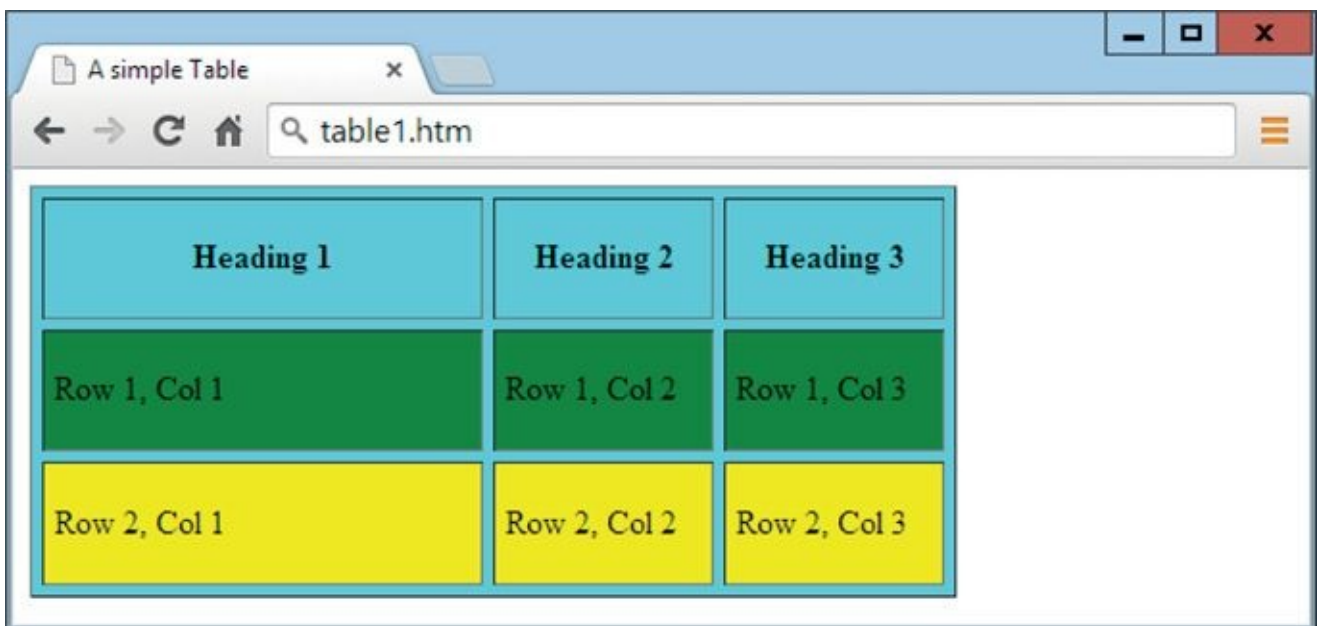 A simple Table
table1.htm
Heading 1 Heading 2 Heading 3
Row 1, Col 1 Row 1, Col 2 Row 1, Col 3
Row 2, Col 1 Row 2, Col 2 Row 2, Col 3